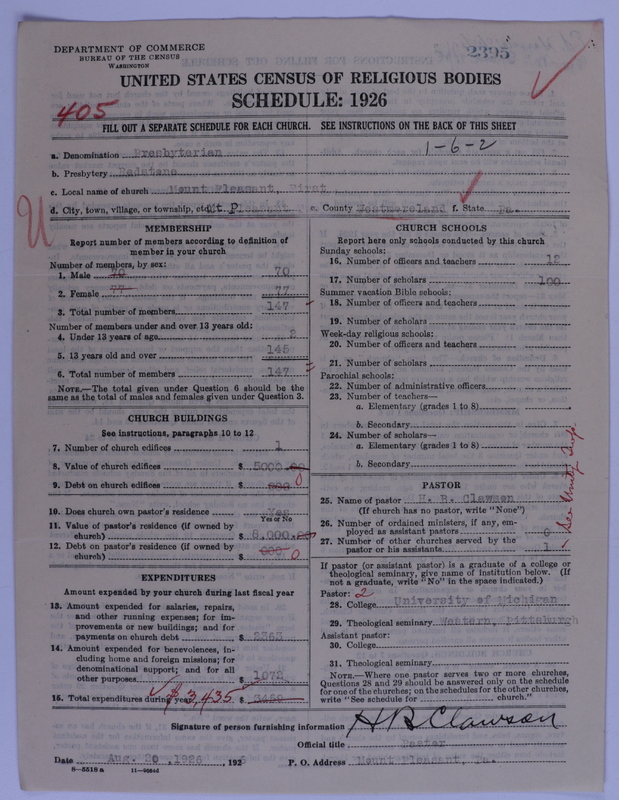 DEPARTMENT OF COMMERCE
BUREAU OF THE CENSUS
WASHINGTON
2395
UNITED STATES CENSUS OF RELIGIOUS BODIES
SCHEDULE: 1926
405
FILL OUT A SEPARATE SCHEDULE FOR EACH CHURCH. SEE INSTRUCTIONS ON THE BACK OF THIS SHEET
1-6-2
a. Denomination Presbyterian
b. Presbytery Redstone
c. Local name of church Mount Pleasant, First
d. City, town, village, or township, etc. Mt Pleasant e. County Westmoreland f. State Pa.
U
MEMBERSHIP
Report number of members according to definition of member in your church
Number of members, by sex:
1. Male 70 70
2. Female 77 77
3. Total number of members 147
Number of members under and over 13 years old:
4. Under 13 years of age 2
5. 13 years old and over 145
6. Total number of members 147
NOTE.—The total given under Question 6 should be the same as the total of males and females given under Question 3.
CHURCH BUILDINGS
See instructions, paragraphs 10 to 12
7. Number of church edifices 1
8. Value of church edifices $ 5000.00
9. Debt on church edifices $ 000 0
10. Does church own pastor's residence Yes
Yes or No
11. Value of pastor's residence (if owned by church) $ 8,000.00
12. Debt on pastor's residence (if owned by church) $ 000 0
EXPENDITURES
Amount expended by your church during last fiscal year
13. Amount expended for salaries, repairs, and other running expenses; for improvements or new buildings; and for payments on church debt $ 2363
14. Amount expended for benevolences, including home and foreign missions; for denominational support; and for all other purposes $ 1072
15. Total expenditures during year $3,435 $
CHURCH SCHOOLS
Report here only schools conducted by this church
Sunday schools:
16. Number of officers and teachers 12
17. Number of scholars 100
Summer vacation Bible schools:
18. Number of officers and teachers
19. Number of scholars
Week-day religious schools:
20. Number of officers and teachers
21. Number of scholars
Parochial schools:
22. Number of administrative officers
23. Number of teachers—
a. Elementary (grades 1 to 8)
b. Secondary
24. Number of scholars—
a. Elementary (grades 1 to 8)
b. Secondary
PASTOR
25. Name of pastor H. B. Clawson
(If church has no pastor, write "None")
26. Number of ordained ministers, if any, employed as assistant pastors 0
27. Number of other churches served by the pastor or his assistants 1
If pastor (or assistant pastor) is a graduate of a college or theological seminary, give name of institution below. (If not a graduate, write "No" in the space indicated.)
Pastor: 2
28. College University of Michigan
29. Theological seminary Western, Pittsburgh
Assistant pastor:
30. College
31. Theological seminary
NOTE.—Where one pastor serves two or more churches, Questions 28 and 29 should be answered only on the schedule for one of the churches; on the schedules for the other churches, write "See schedule for church."
Signature of person furnishing information H B Clawson
Official title Pastor
Date Aug. 20, 1926, 192 P. O. Address Mount Pleasant, Pa.
8-5518 a 11-9064d